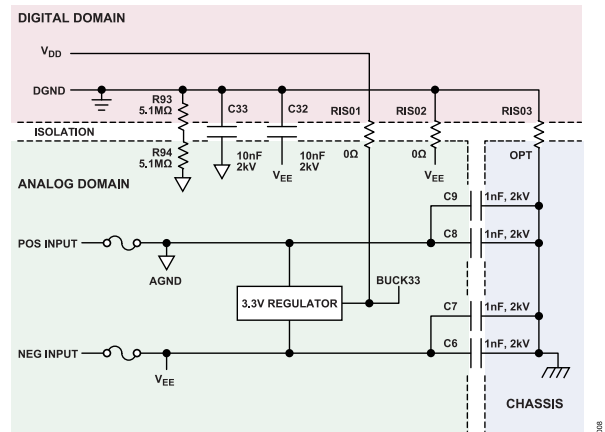 DIGITAL DOMAIN
VDD
DGND
R93
5.1MΩ
C33
C32
RIS01
RIS02
RIS03
ISOLATION
R94
5.1MΩ
10nF
2kV
VEE
10nF
2kV
0Ω
0Ω
VEE
OPT
ANALOG DOMAIN
C9
1nF, 2kV
POS INPUT
C8
1nF, 2kV
AGND
BUCK33
3.3V REGULATOR
C7
1nF, 2kV
NEG INPUT
C6
1nF, 2kV
VEE
CHASSIS
008